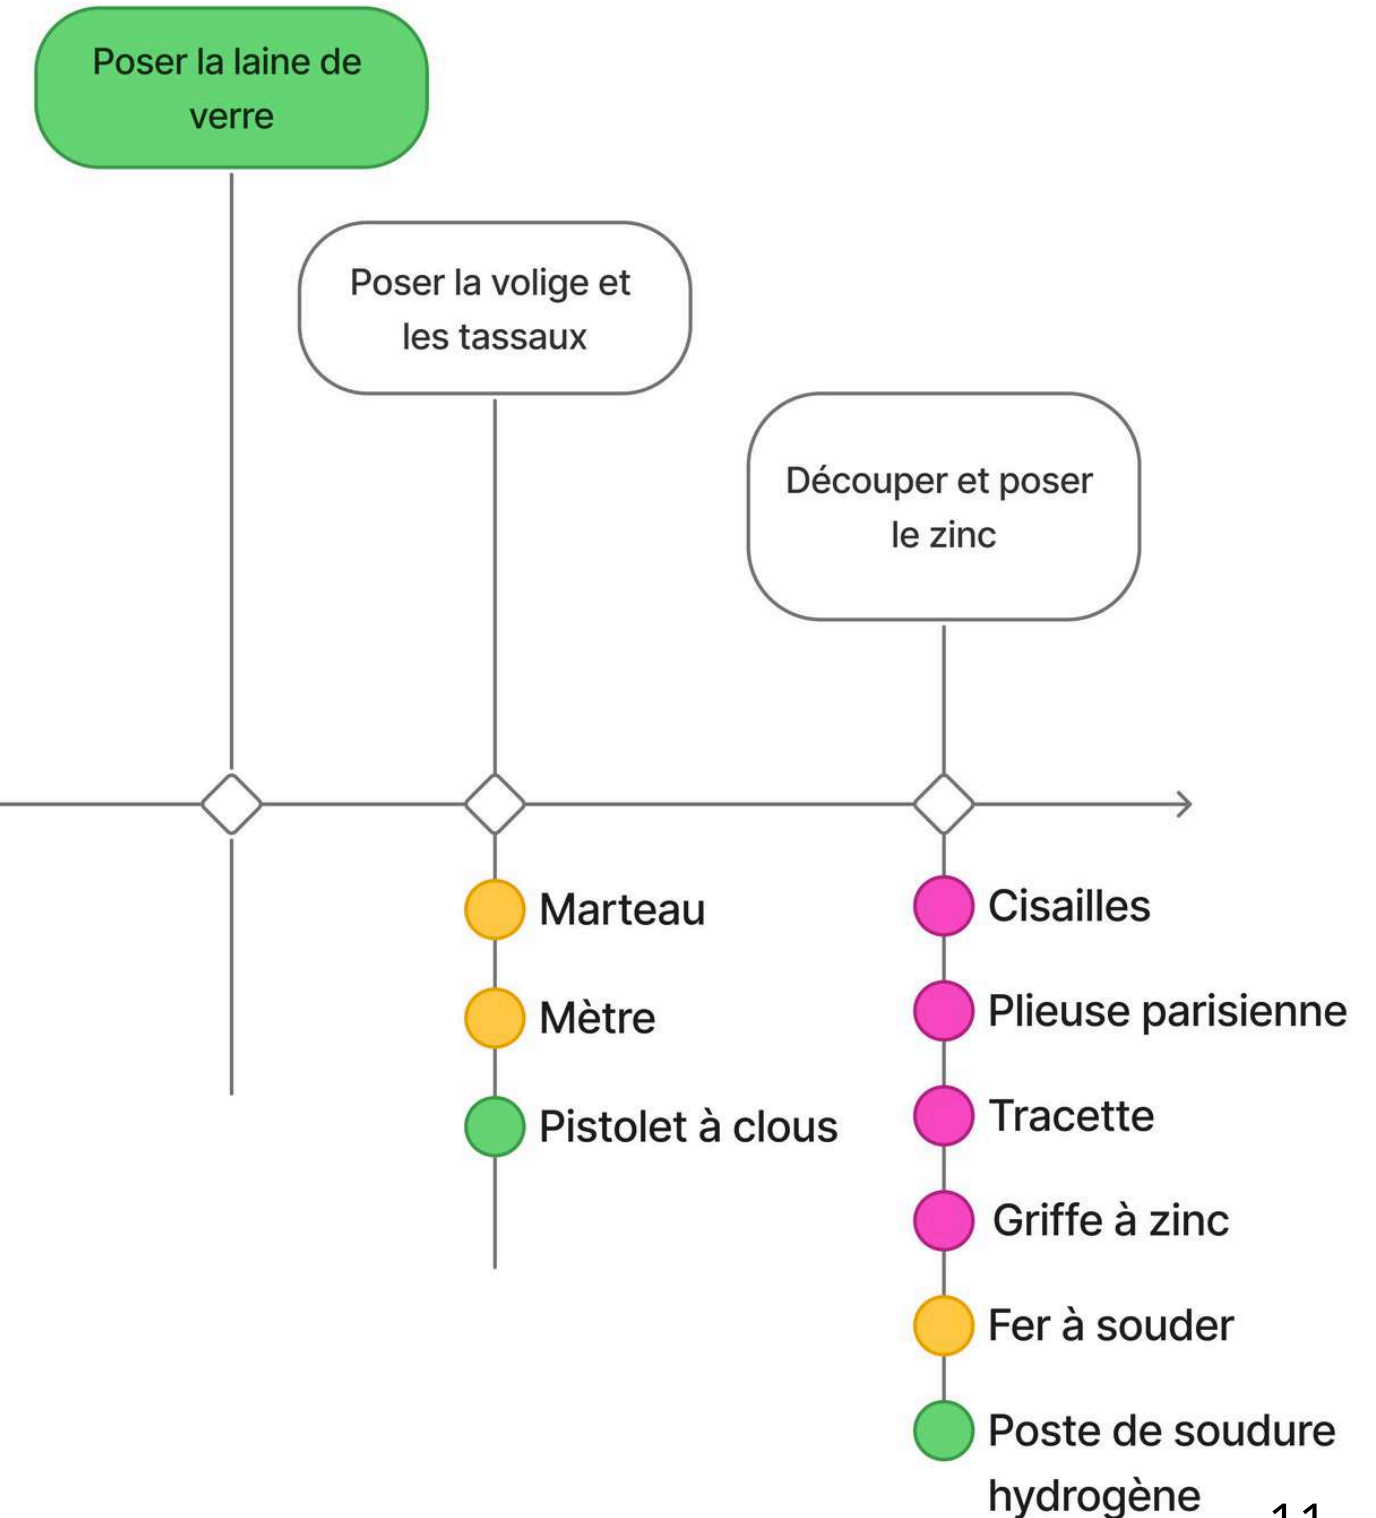 Poser la laine de
verre
Poser la volige et
les tassaux
Découper et poser
le zinc
Marteau
Mètre
Pistolet à clous
Cisailles
Plieuse parisienne
Tracette
Griffe à zinc
Fer à souder
Poste de soudure
hydrogène
11